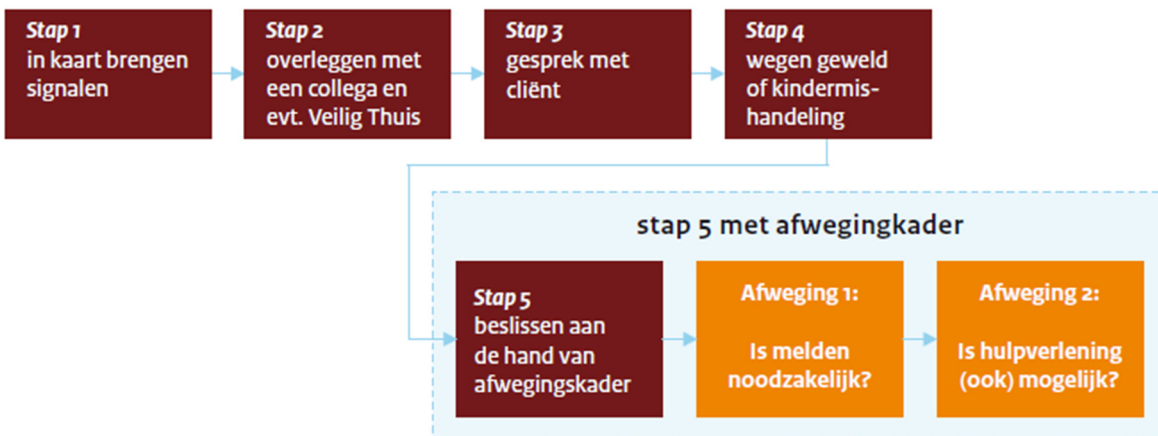 Stap 1
in kaart brengen
signalen
Stap 2
overleggen met
een collega en
evt. Veilig Thuis
Stap 3
gesprek met
cliënt
Stap 4
wegen geweld
of kindermis-
handeling
stap 5 met afwegingkader
Stap 5
beslissen aan
de hand van
afwegingskader
Afweging 1:
Is melden
noodzakelijk?
Afweging 2:
Is hulpverlening
(ook) mogelijk?